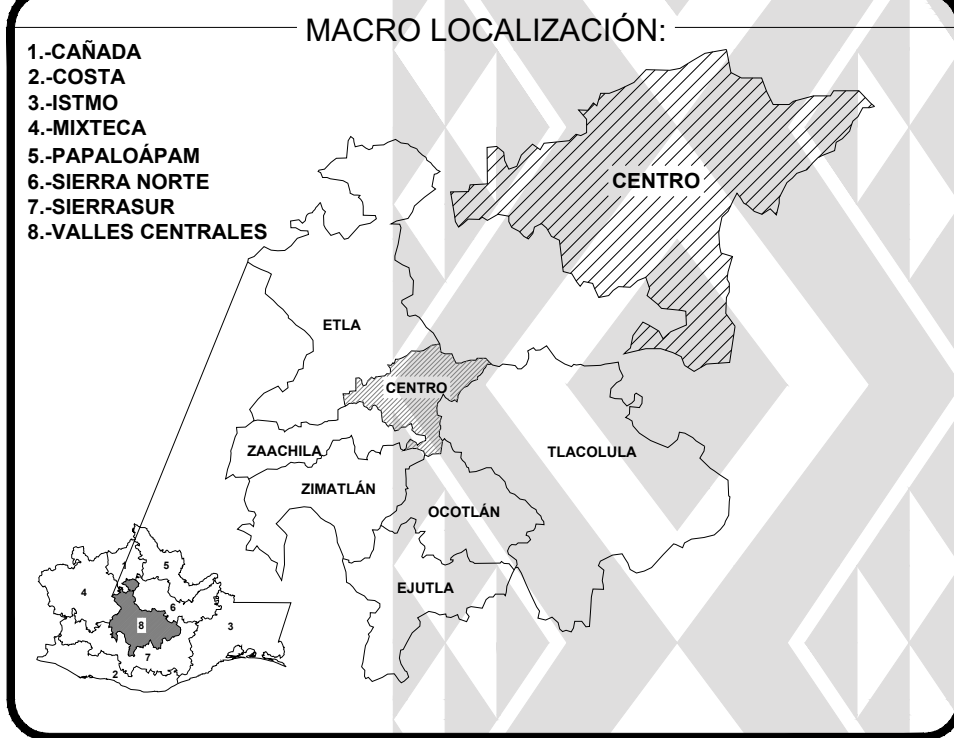 MACRO LOCALIZACIÓN:
1.-CAÑADA
2.-COSTA
3.-ISTMO
4.-MIXTECA
5.-PAPALOÁPAM
6.-SIERRA NORTE
7.-SIERRASUR
8.-VALLES CENTRALES
CENTRO
ETLA
CENTRO
ZAACHILA
TLACOLULA
ZIMATLÁN
OCOTLÁN
EJUTLA
1
5
4
6
8
3
7
2